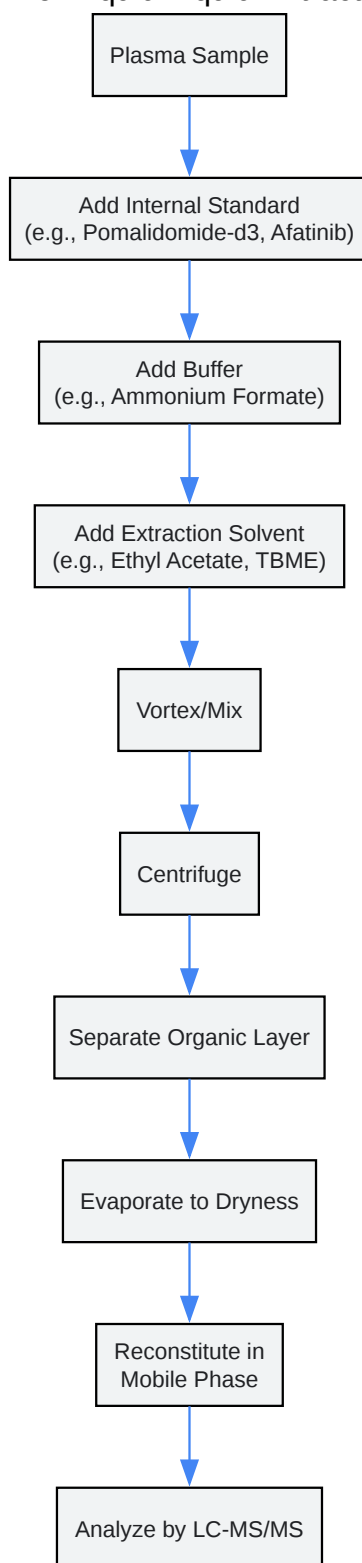 Plasma Sample
Add Internal Standard
(e.g., Pomalidomide-d3, Afatinib)
Add Buffer
(e.g., Ammonium Formate)
Add Extraction Solvent
(e.g., Ethyl Acetate, TBME)
Vortex/Mix
Centrifuge
Separate Organic Layer
Evaporate to Dryness
Reconstitute in
Mobile Phase
Analyze by LC-MS/MS